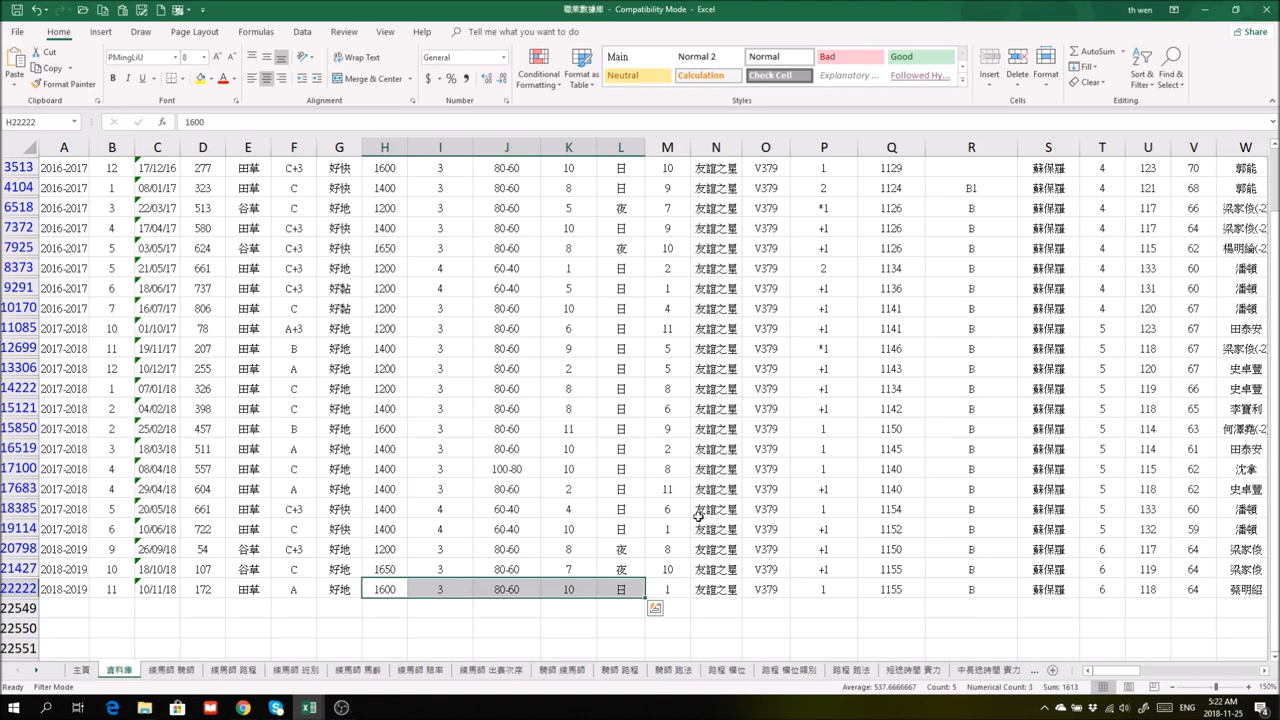 職業數據庫 - Compatibility Mode - Excel
th wen
File Home Insert Draw Page Layout Formulas Data Review View Help Tell me what you want to do Share
Paste Cut Copy Format Painter Clipboard
PMingLiU 8 Font
Wrap Text Merge & Center Alignment
General Number
Conditional Formatting Format as Table
Main Normal 2 Normal Bad Good
Neutral Calculation Check Cell Explanatory ... Followed Hy...
Styles
Insert Delete Format Cells
AutoSum Fill Clear Sort & Filter Find & Select Editing
H22222 fx 1600
A B C D E F G H I J K L M N O P Q R S T U V W
3513 2016-2017 12 17/12/16 277 田草 C+3 好快 1600 3 80-60 10 日 10 友誼之星 V379 1 1129 蘇保羅 4 123 70 郭能
4104 2016-2017 1 08/01/17 323 田草 C 好快 1400 3 80-60 8 日 9 友誼之星 V379 2 1124 B1 蘇保羅 4 121 68 郭能
6518 2016-2017 3 22/03/17 513 谷草 C 好地 1200 3 80-60 5 夜 7 友誼之星 V379 *1 1126 B 蘇保羅 4 117 66 梁家俊(-2
7372 2016-2017 4 17/04/17 580 田草 C+3 好快 1400 3 80-60 10 日 9 友誼之星 V379 +1 1126 B 蘇保羅 4 117 64 梁家俊(-2
7925 2016-2017 5 03/05/17 624 谷草 C+3 好快 1650 3 80-60 8 夜 10 友誼之星 V379 +1 1126 B 蘇保羅 4 115 62 楊明綸(-2
8373 2016-2017 5 21/05/17 661 田草 C+3 好地 1200 4 60-40 1 日 2 友誼之星 V379 2 1134 B 蘇保羅 4 133 60 潘頓
9291 2016-2017 6 18/06/17 737 田草 C+3 好黏 1200 4 60-40 5 日 1 友誼之星 V379 +1 1136 B 蘇保羅 4 133 60 潘頓
10170 2016-2017 7 16/07/17 806 田草 C+3 好黏 1200 3 80-60 10 日 4 友誼之星 V379 +1 1141 B 蘇保羅 4 120 67 潘頓
11085 2017-2018 10 01/10/17 78 田草 A+3 好地 1200 3 80-60 6 日 11 友誼之星 V379 +1 1141 B 蘇保羅 5 123 67 田泰安
12699 2017-2018 11 19/11/17 207 田草 B 好地 1400 3 80-60 9 日 5 友誼之星 V379 *1 1146 B 蘇保羅 5 118 67 梁家俊(-2
13306 2017-2018 12 10/12/17 255 田草 A 好地 1200 3 80-60 2 日 5 友誼之星 V379 +1 1143 B 蘇保羅 5 120 67 史卓豐
14222 2017-2018 1 07/01/18 326 田草 C 好地 1200 3 80-60 8 日 8 友誼之星 V379 +1 1134 B 蘇保羅 5 119 66 史卓豐
15121 2017-2018 2 04/02/18 398 田草 C 好地 1400 3 80-60 8 日 6 友誼之星 V379 +1 1142 B 蘇保羅 5 118 65 李寶利
15850 2017-2018 2 25/02/18 457 田草 B 好地 1600 3 80-60 11 日 9 友誼之星 V379 +1 1150 B 蘇保羅 5 114 63 何澤堯(-2
16519 2017-2018 3 18/03/18 511 田草 A 好地 1400 3 80-60 10 日 2 友誼之星 V379 1 1145 B 蘇保羅 5 114 61 田泰安
17100 2017-2018 4 08/04/18 557 田草 C 好地 1400 3 100-80 10 日 8 友誼之星 V379 1 1140 B 蘇保羅 5 115 62 沈拿
17683 2017-2018 4 29/04/18 604 田草 A 好地 1400 3 80-60 2 日 11 友誼之星 V379 +1 1140 B 蘇保羅 5 118 62 史卓豐
18385 2017-2018 5 20/05/18 661 田草 C+3 好快 1400 4 60-40 4 日 6 友誼之星 V379 1 1154 B 蘇保羅 5 133 60 潘頓
19114 2017-2018 6 10/06/18 722 田草 C 好快 1400 4 60-40 10 日 1 友誼之星 V379 +1 1152 B 蘇保羅 5 132 59 潘頓
20798 2018-2019 9 26/09/18 54 谷草 C+3 好地 1200 3 80-60 8 夜 8 友誼之星 V379 +1 1150 B 蘇保羅 6 117 64 梁家俊
21427 2018-2019 10 18/10/18 107 谷草 C 好地 1650 3 80-60 7 夜 10 友誼之星 V379 +1 1155 B 蘇保羅 6 119 64 梁家俊
22222 2018-2019 11 10/11/18 172 田草 A 好地 1600 3 80-60 10 日 1 友誼之星 V379 1 1155 B 蘇保羅 6 118 64 蔡明紹
22549
22550
22551
主頁 資料庫 練馬師 騎師 練馬師 路程 練馬師 班別 練馬師 馬齡 練馬師 賠率 練馬師 出賽次序 騎師 練馬師 騎師 路程 騎師 跑法 路程 欄位 路程 欄位類別 路程 跑法 短途時間 實力 中長途時間 實力 ...
Ready Filter Mode Average: 537.6666667 Count: 5 Numerical Count: 3 Sum: 1613 150%
5:22 AM
2018-11-25
4